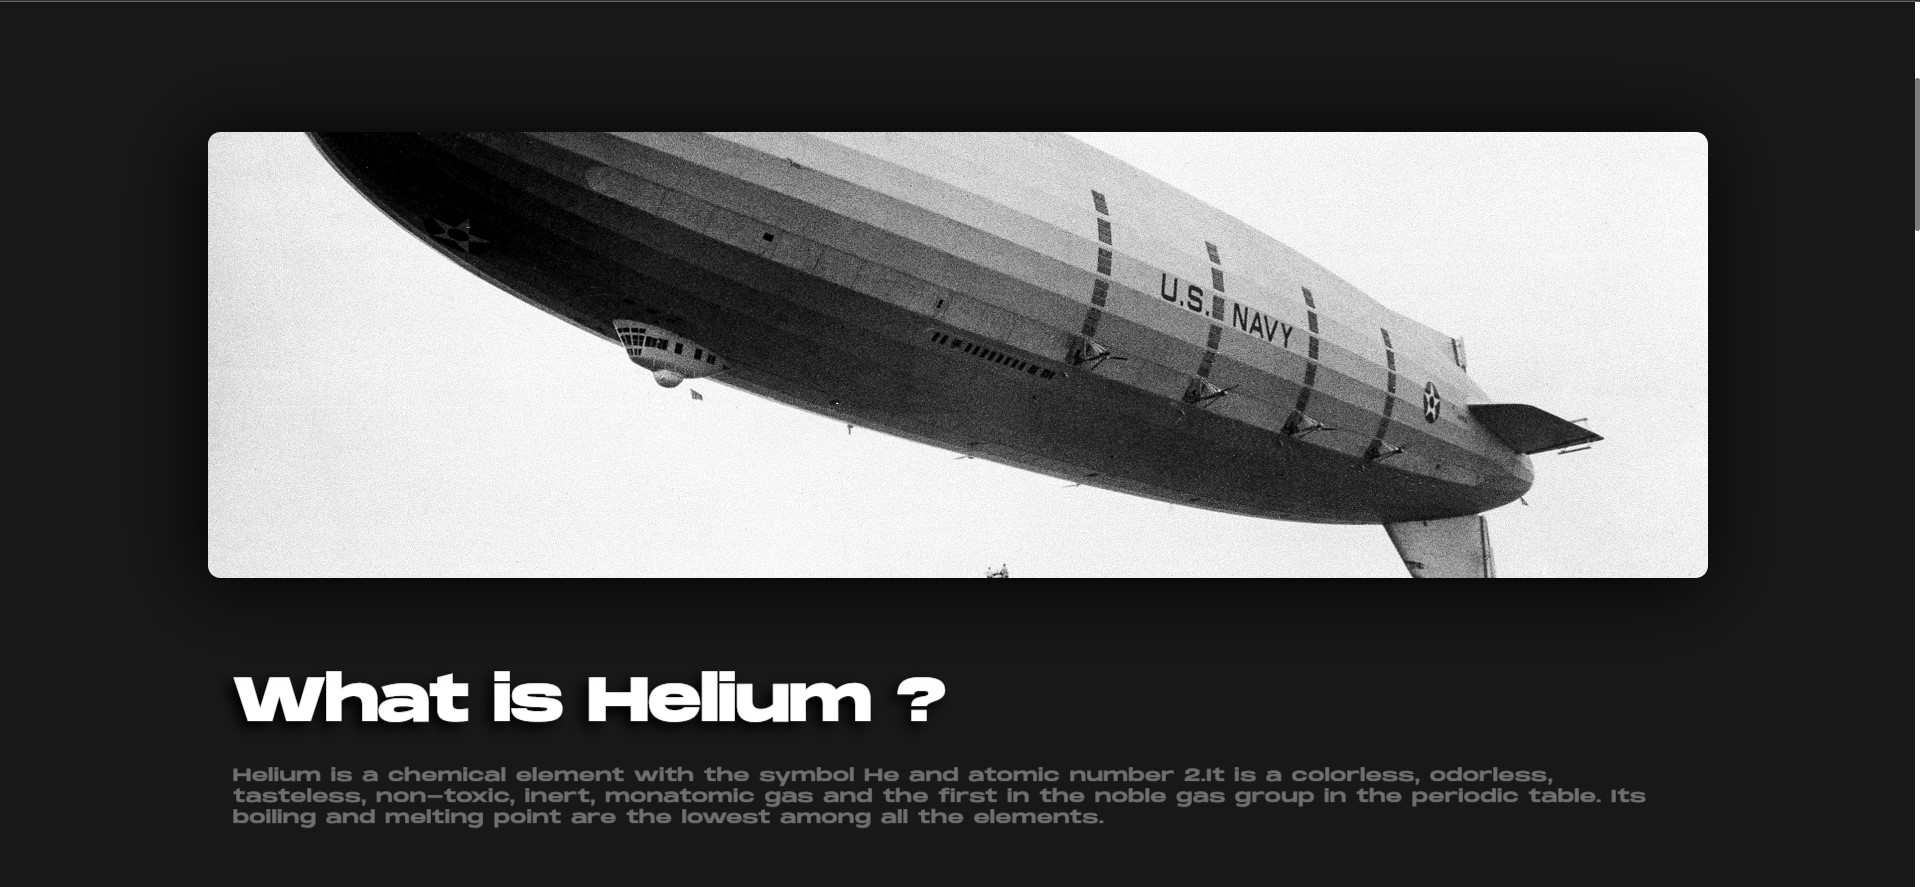 U.S. NAVY
What is Helium ?
Helium is a chemical element with the symbol He and atomic number 2.It is a colorless, odorless,
tasteless, non-toxic, inert, monatomic gas and the first in the noble gas group in the periodic table. Its
boiling and melting point are the lowest among all the elements.